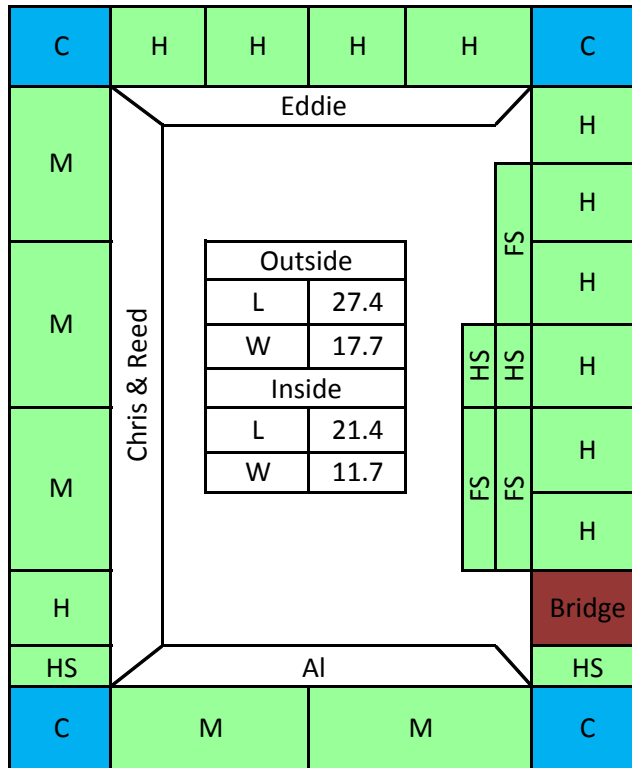 C H H H H C
Eddie
H
M
H
FS
Outside
M
H
L 27.4
W 17.7
Chris & Reed
HS HS
H
Inside
M
L 21.4
H
W 11.7
FS FS
H
H
Bridge
HS
Al
HS
C M M C